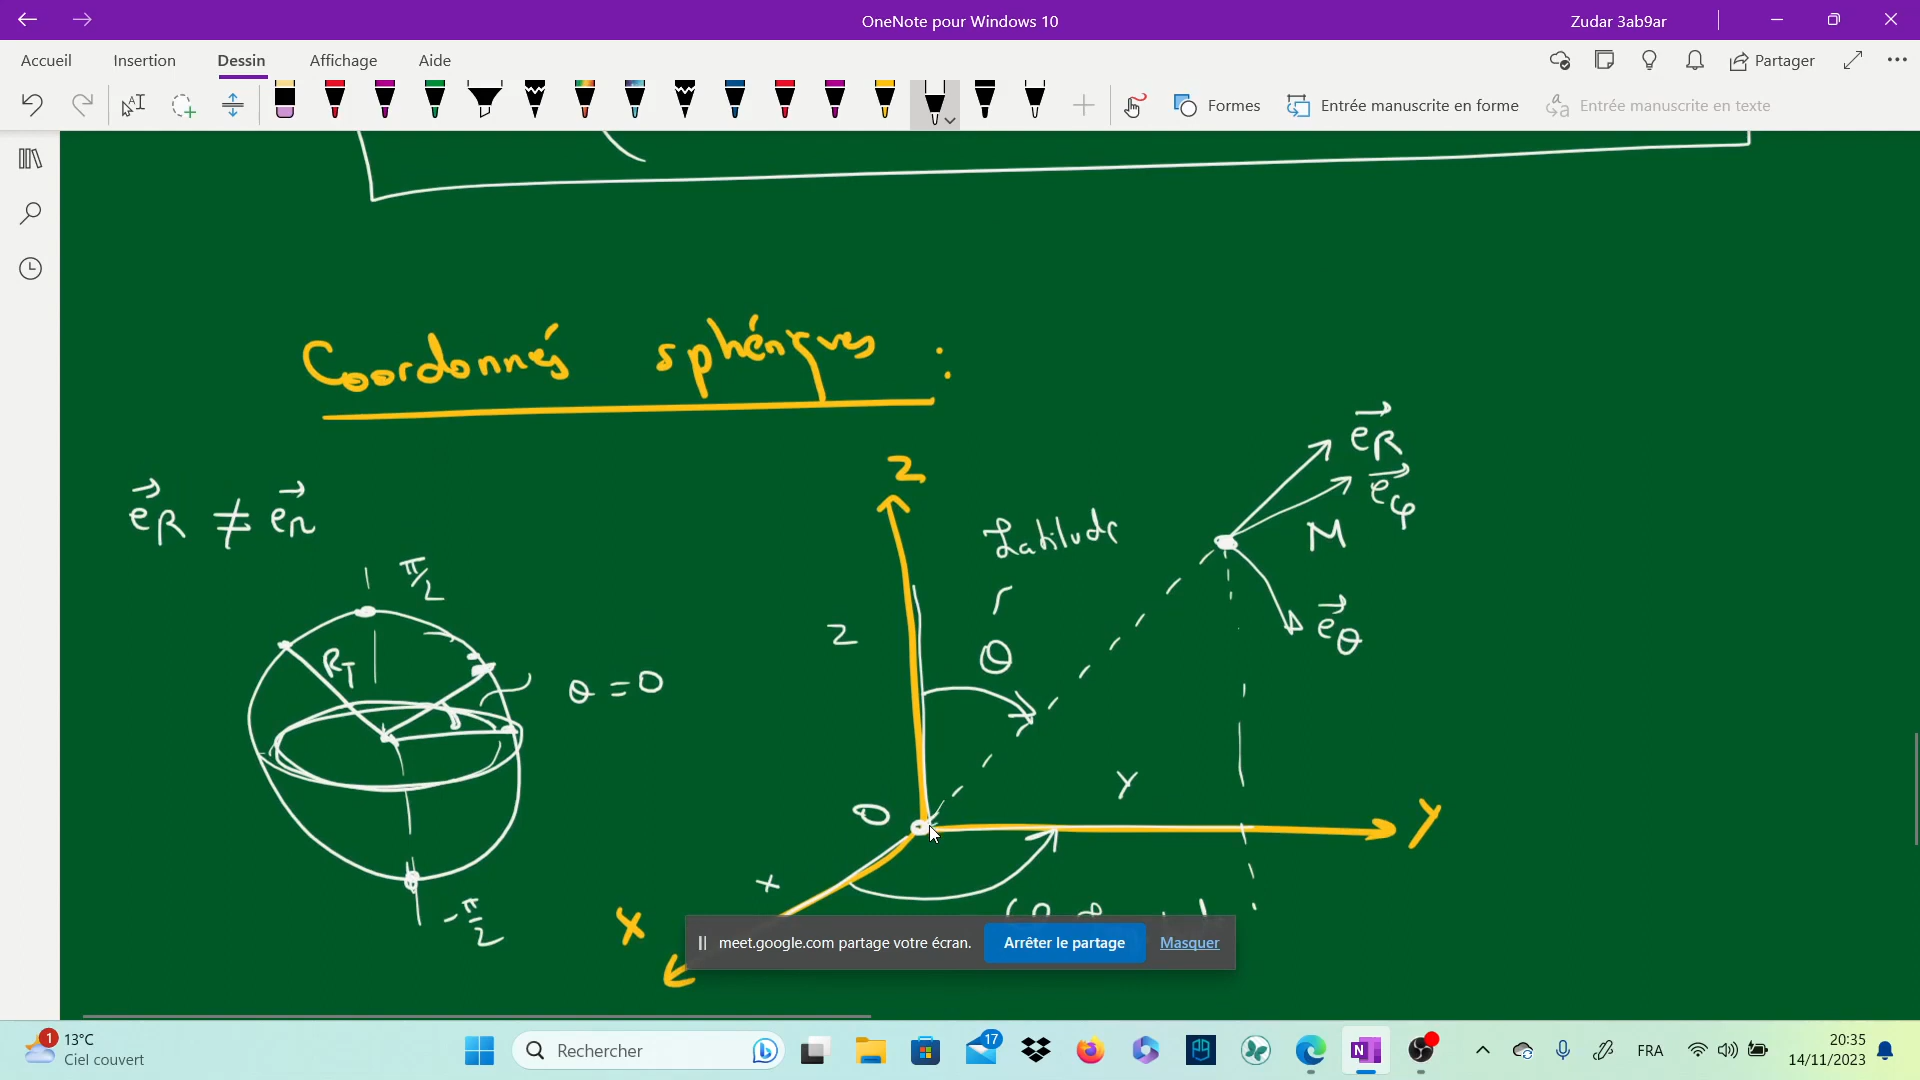 OneNote pour Windows 10
Zudar 3ab9ar
Accueil Insertion Dessin Affichage Aide
Partager
Formes Entrée manuscrite en forme Entrée manuscrite en texte
Coordonnés sphériques :
Z
e⃗R
e⃗φ
e⃗R ≠ e⃗r
Latitude
M
π/2
r
z
e⃗θ
θ
RT
θ = 0
Y
O
Y
x
X
-π/2
meet.google.com partage votre écran. Arrêter le partage Masquer
1
13°C
Ciel couvert
Rechercher
17
FRA
20:35
14/11/2023